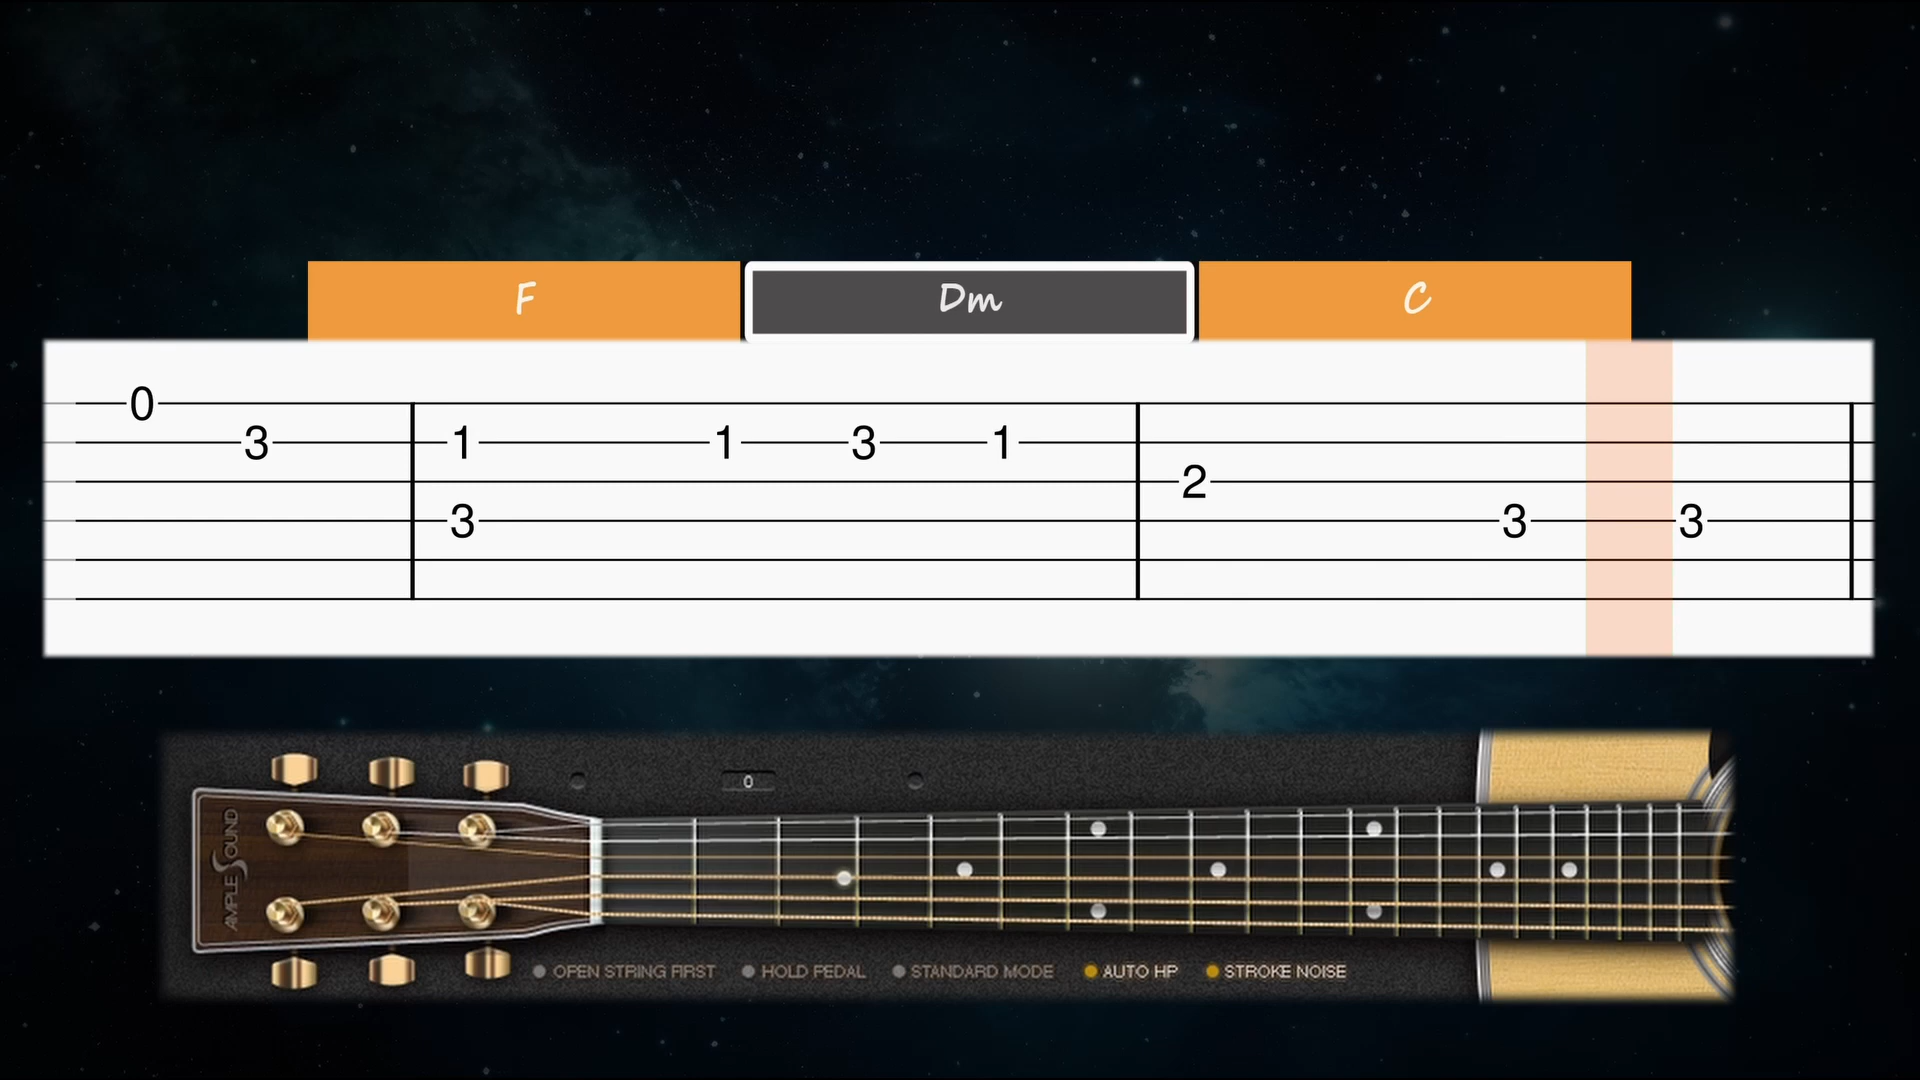 F Dm C
0
3 1 1 3 1
2
3 3 3
0
AMPLE SOUND
OPEN STRING FIRST HOLD PEDAL STANDARD MODE AUTO HP STROKE NOISE